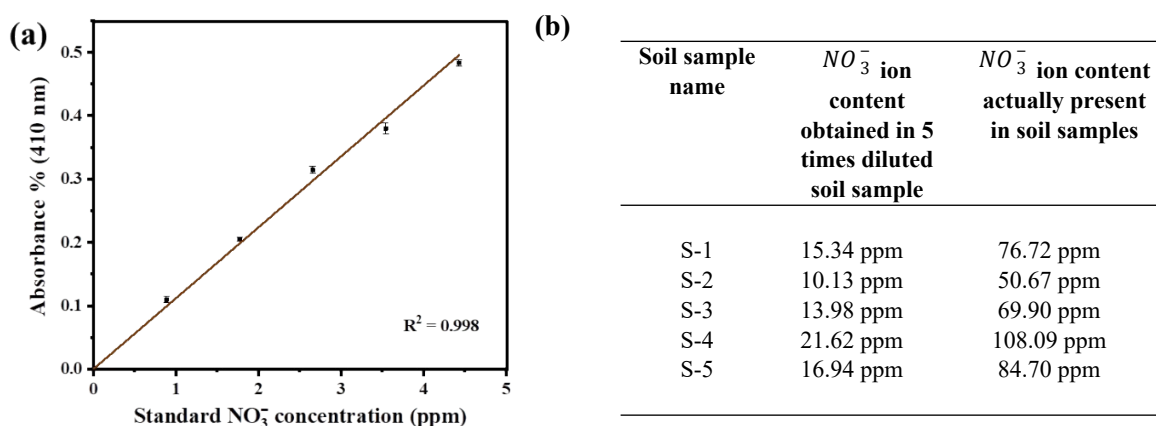 (a)
Absorbance % (410 nm)
0.5
0.4
0.3
0.2
0.1
0.0
0
1
2
3
4
5
R² = 0.998
Standard NO₃⁻ concentration (ppm)
(b)
Soil sample name
NO₃⁻ ion content obtained in 5 times diluted soil sample
NO₃⁻ ion content actually present in soil samples
S-1 15.34 ppm 76.72 ppm
S-2 10.13 ppm 50.67 ppm
S-3 13.98 ppm 69.90 ppm
S-4 21.62 ppm 108.09 ppm
S-5 16.94 ppm 84.70 ppm